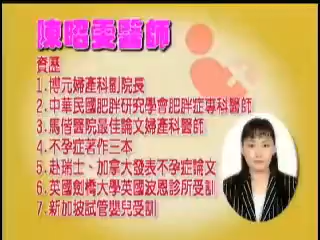 陳昭雯醫師
資歷
1.博元婦產科副院長
2.中華民國肥胖研究學會肥胖症專科醫師
3.馬偕醫院最佳論文婦產科醫師
4.不孕症著作三本
5.赴瑞士、加拿大發表不孕症論文
6.英國劍橋大學英國波恩診所受訓
7.新加坡試管嬰兒受訓